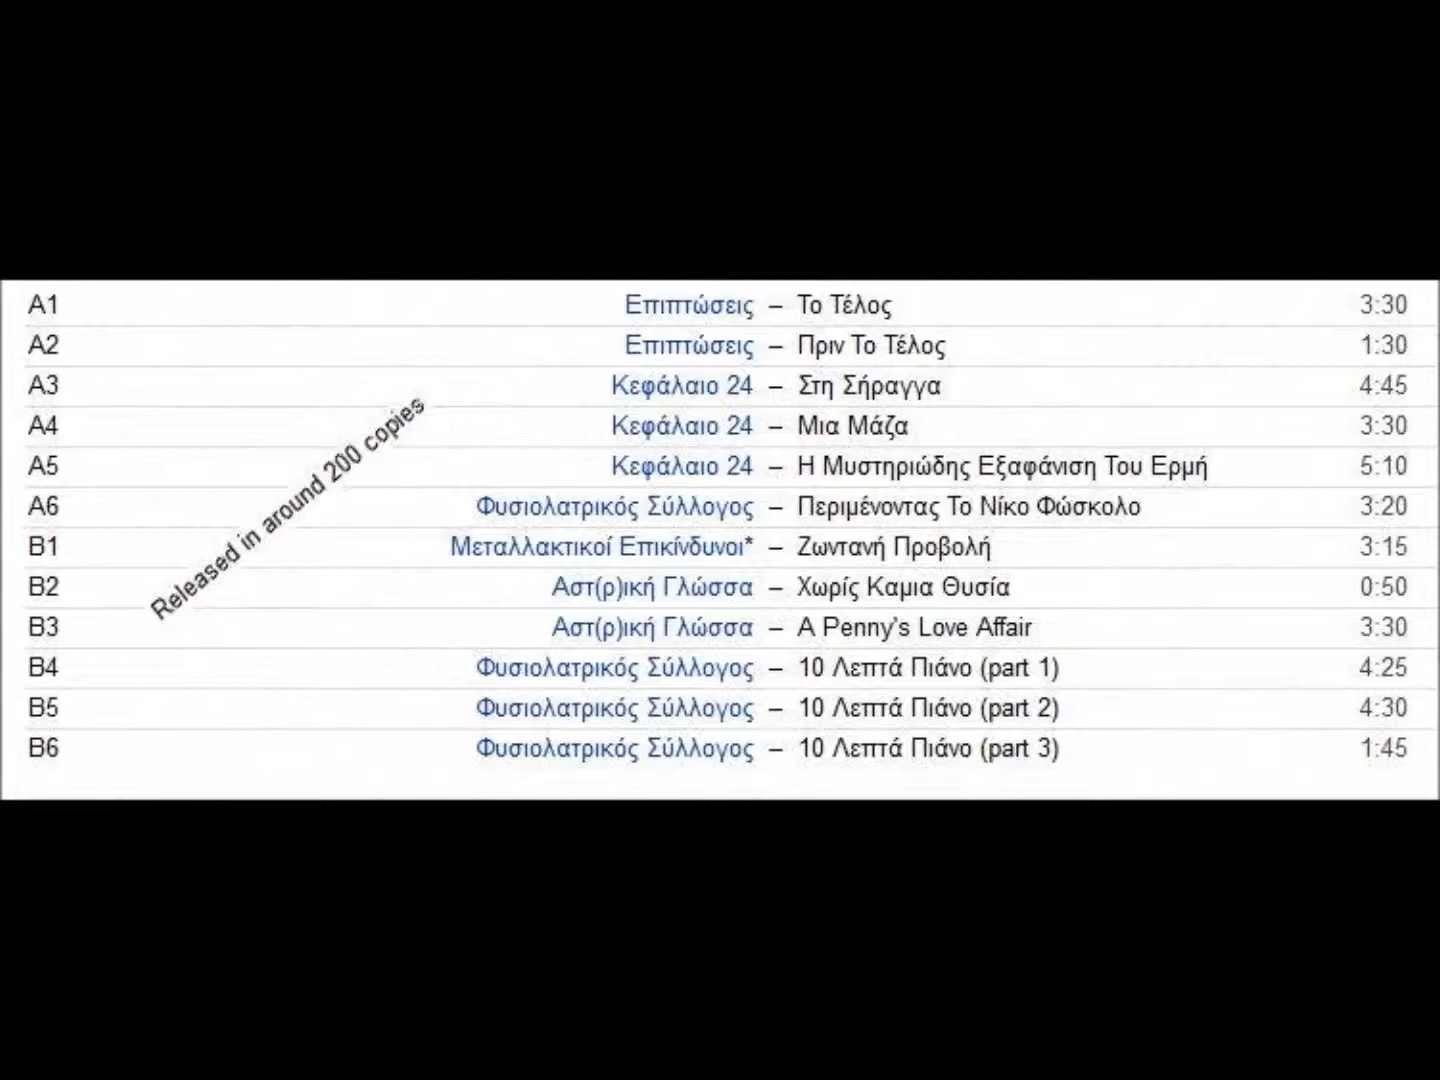 A1 Επιπτώσεις – Το Τέλος 3:30
A2 Επιπτώσεις – Πριν Το Τέλος 1:30
A3 Κεφάλαιο 24 – Στη Σήραγγα 4:45
A4 Κεφάλαιο 24 – Μια Μάζα 3:30
A5 Κεφάλαιο 24 – Η Μυστηριώδης Εξαφάνιση Του Ερμή 5:10
A6 Φυσιολατρικός Σύλλογος – Περιμένοντας Το Νίκο Φώσκολο 3:20
B1 Μεταλλακτικοί Επικίνδυνοι* – Ζωντανή Προβολή 3:15
B2 Αστ(ρ)ική Γλώσσα – Χωρίς Καμια Θυσία 0:50
B3 Αστ(ρ)ική Γλώσσα – A Penny's Love Affair 3:30
B4 Φυσιολατρικός Σύλλογος – 10 Λεπτά Πιάνο (part 1) 4:25
B5 Φυσιολατρικός Σύλλογος – 10 Λεπτά Πιάνο (part 2) 4:30
B6 Φυσιολατρικός Σύλλογος – 10 Λεπτά Πιάνο (part 3) 1:45
Released in around 200 copies